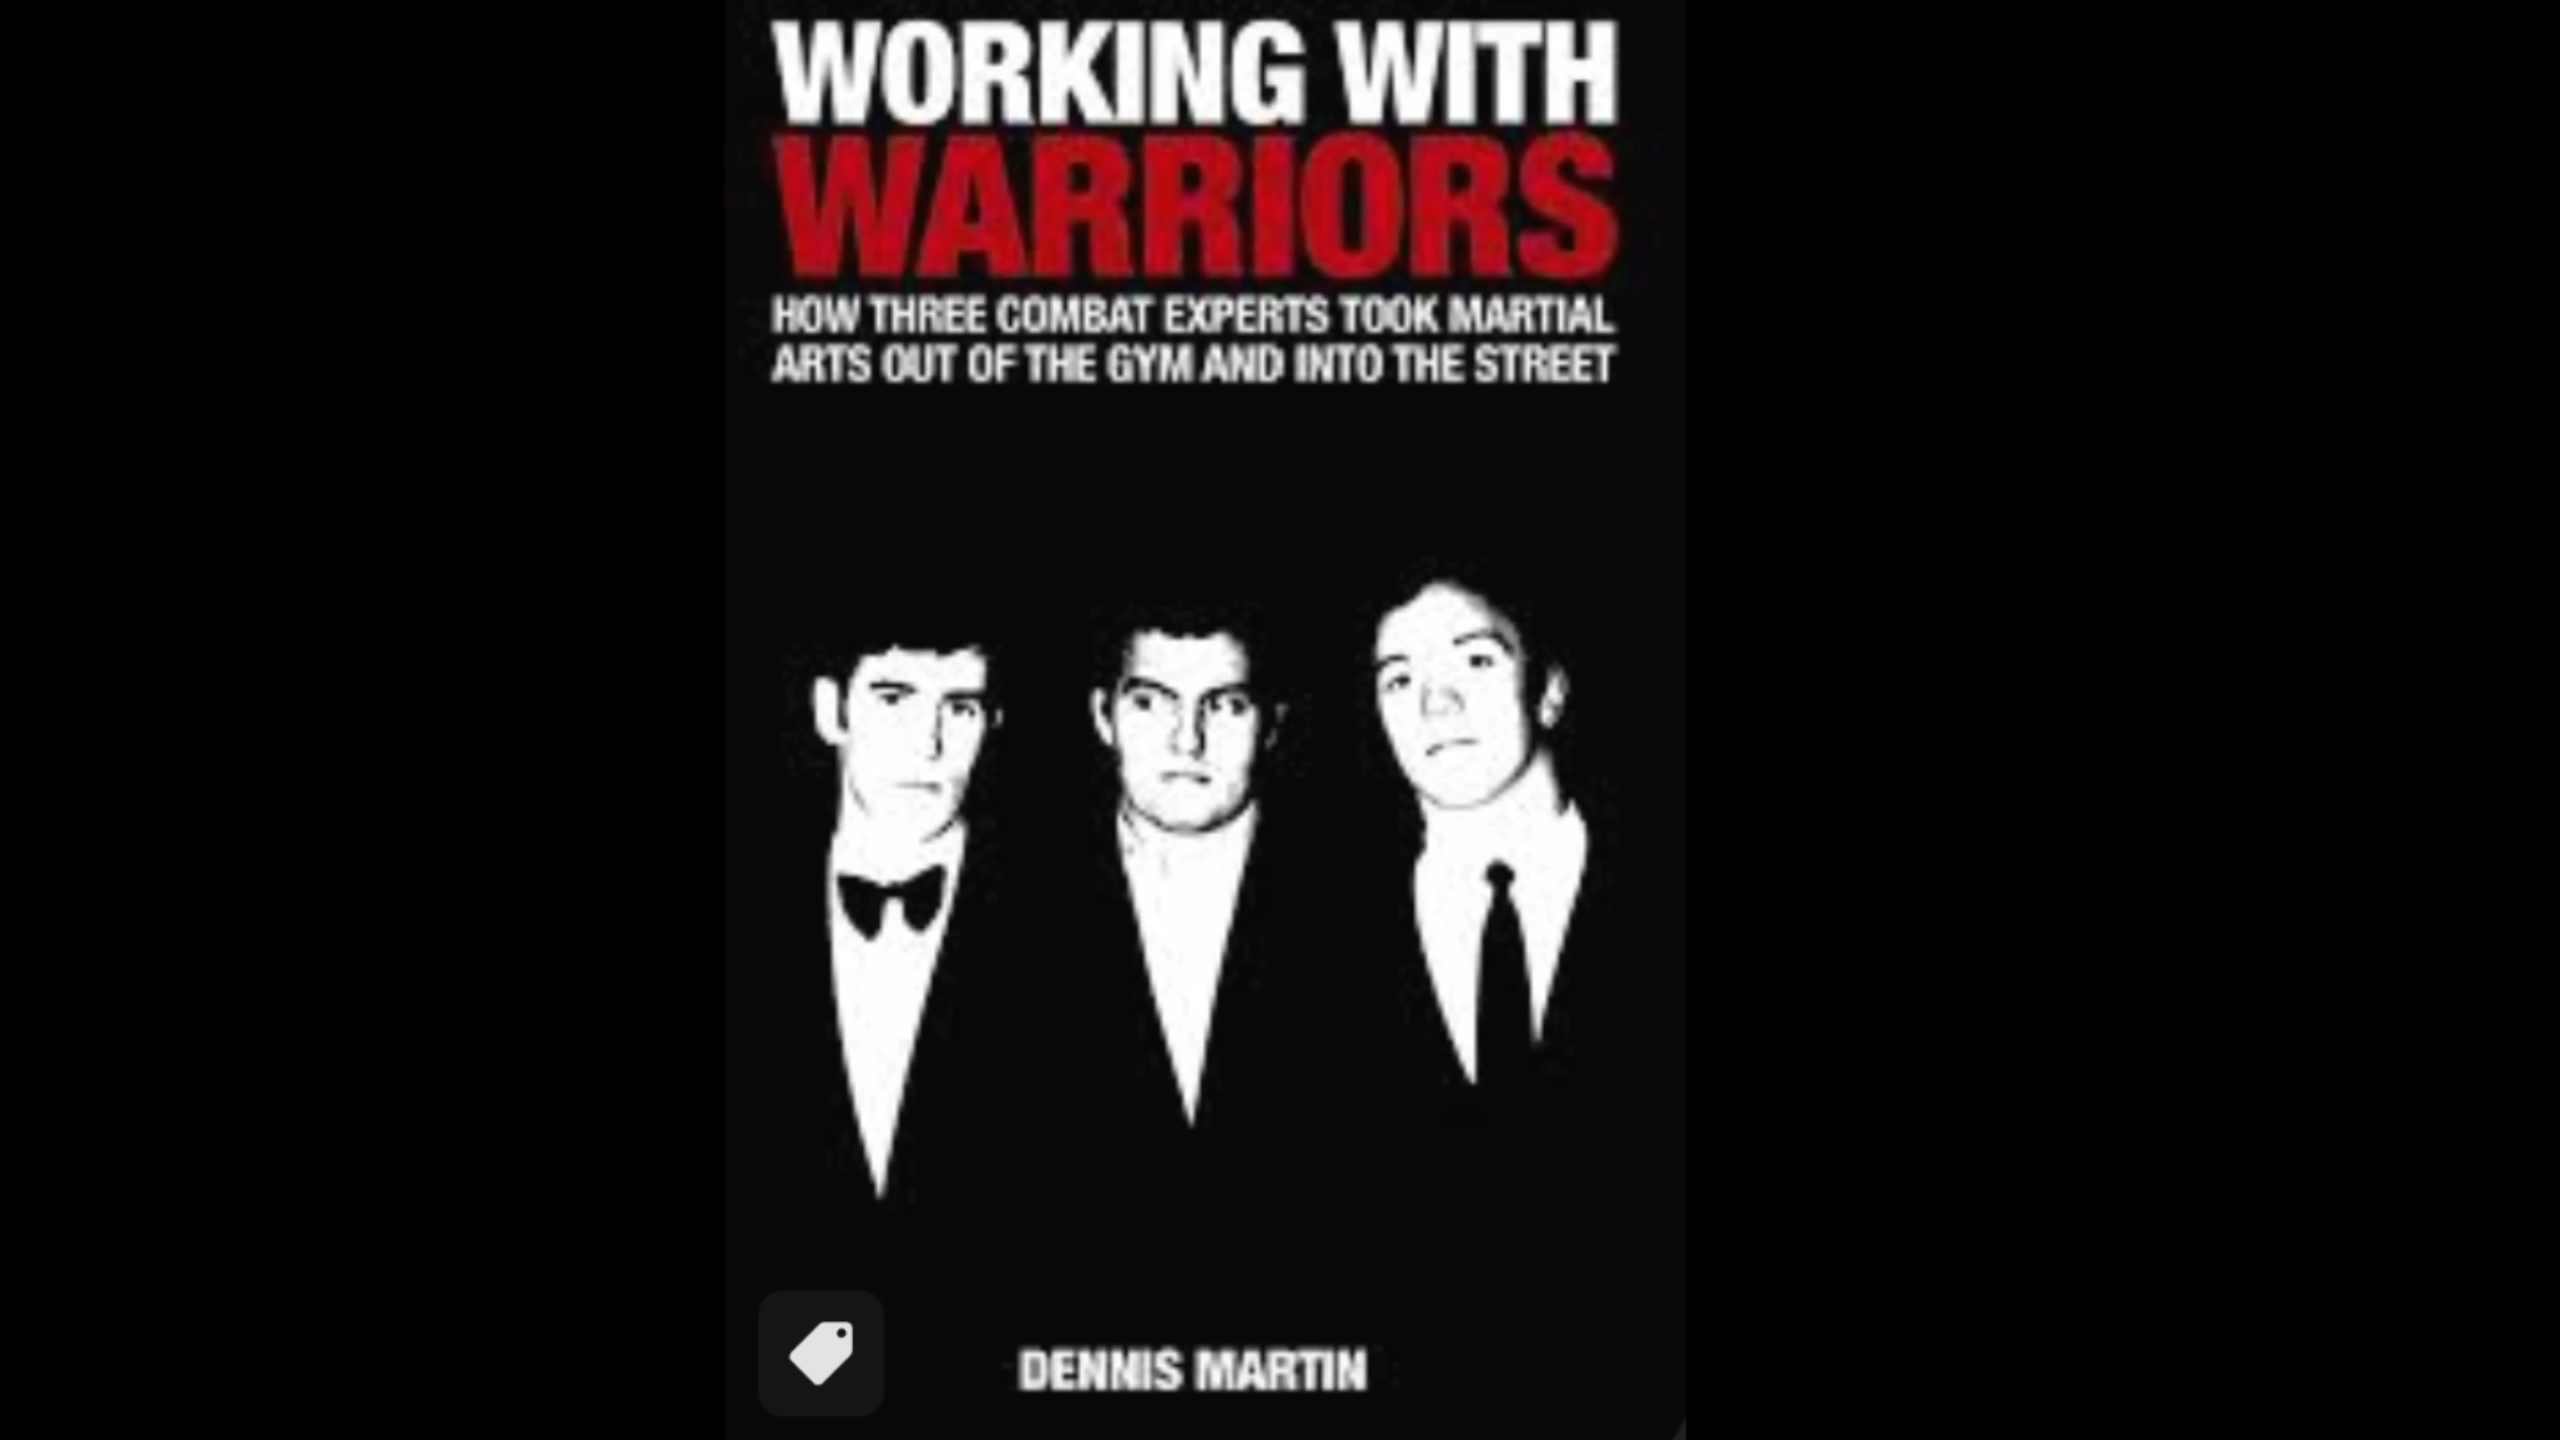 WORKING WITH
WARRIORS
HOW THREE COMBAT EXPERTS TOOK MARTIAL
ARTS OUT OF THE GYM AND INTO THE STREET
DENNIS MARTIN